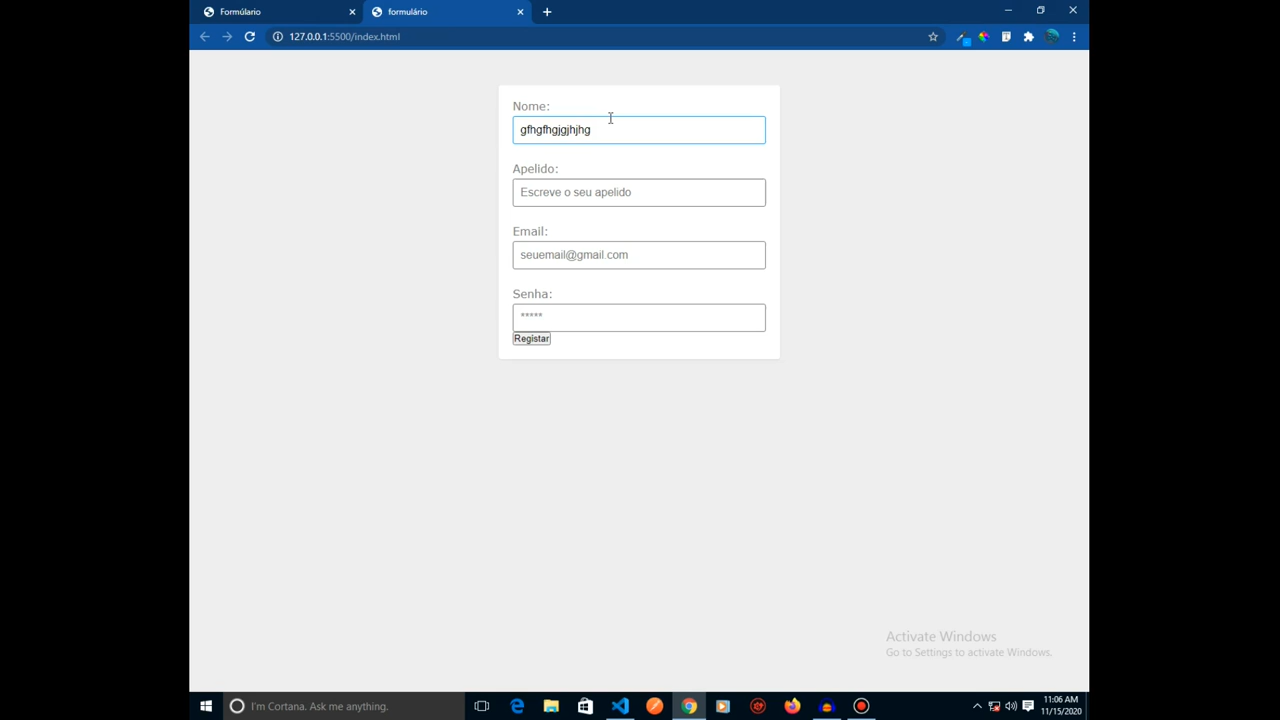 Formúlario
formulário
127.0.0.1:5500/index.html
Nome:
gfhgfhgjgjhjhg
Apelido:
Escreve o seu apelido
Email:
seuemail@gmail.com
Senha:
*****
Registar
Activate Windows
Go to Settings to activate Windows.
I'm Cortana. Ask me anything.
11:06 AM
11/15/2020